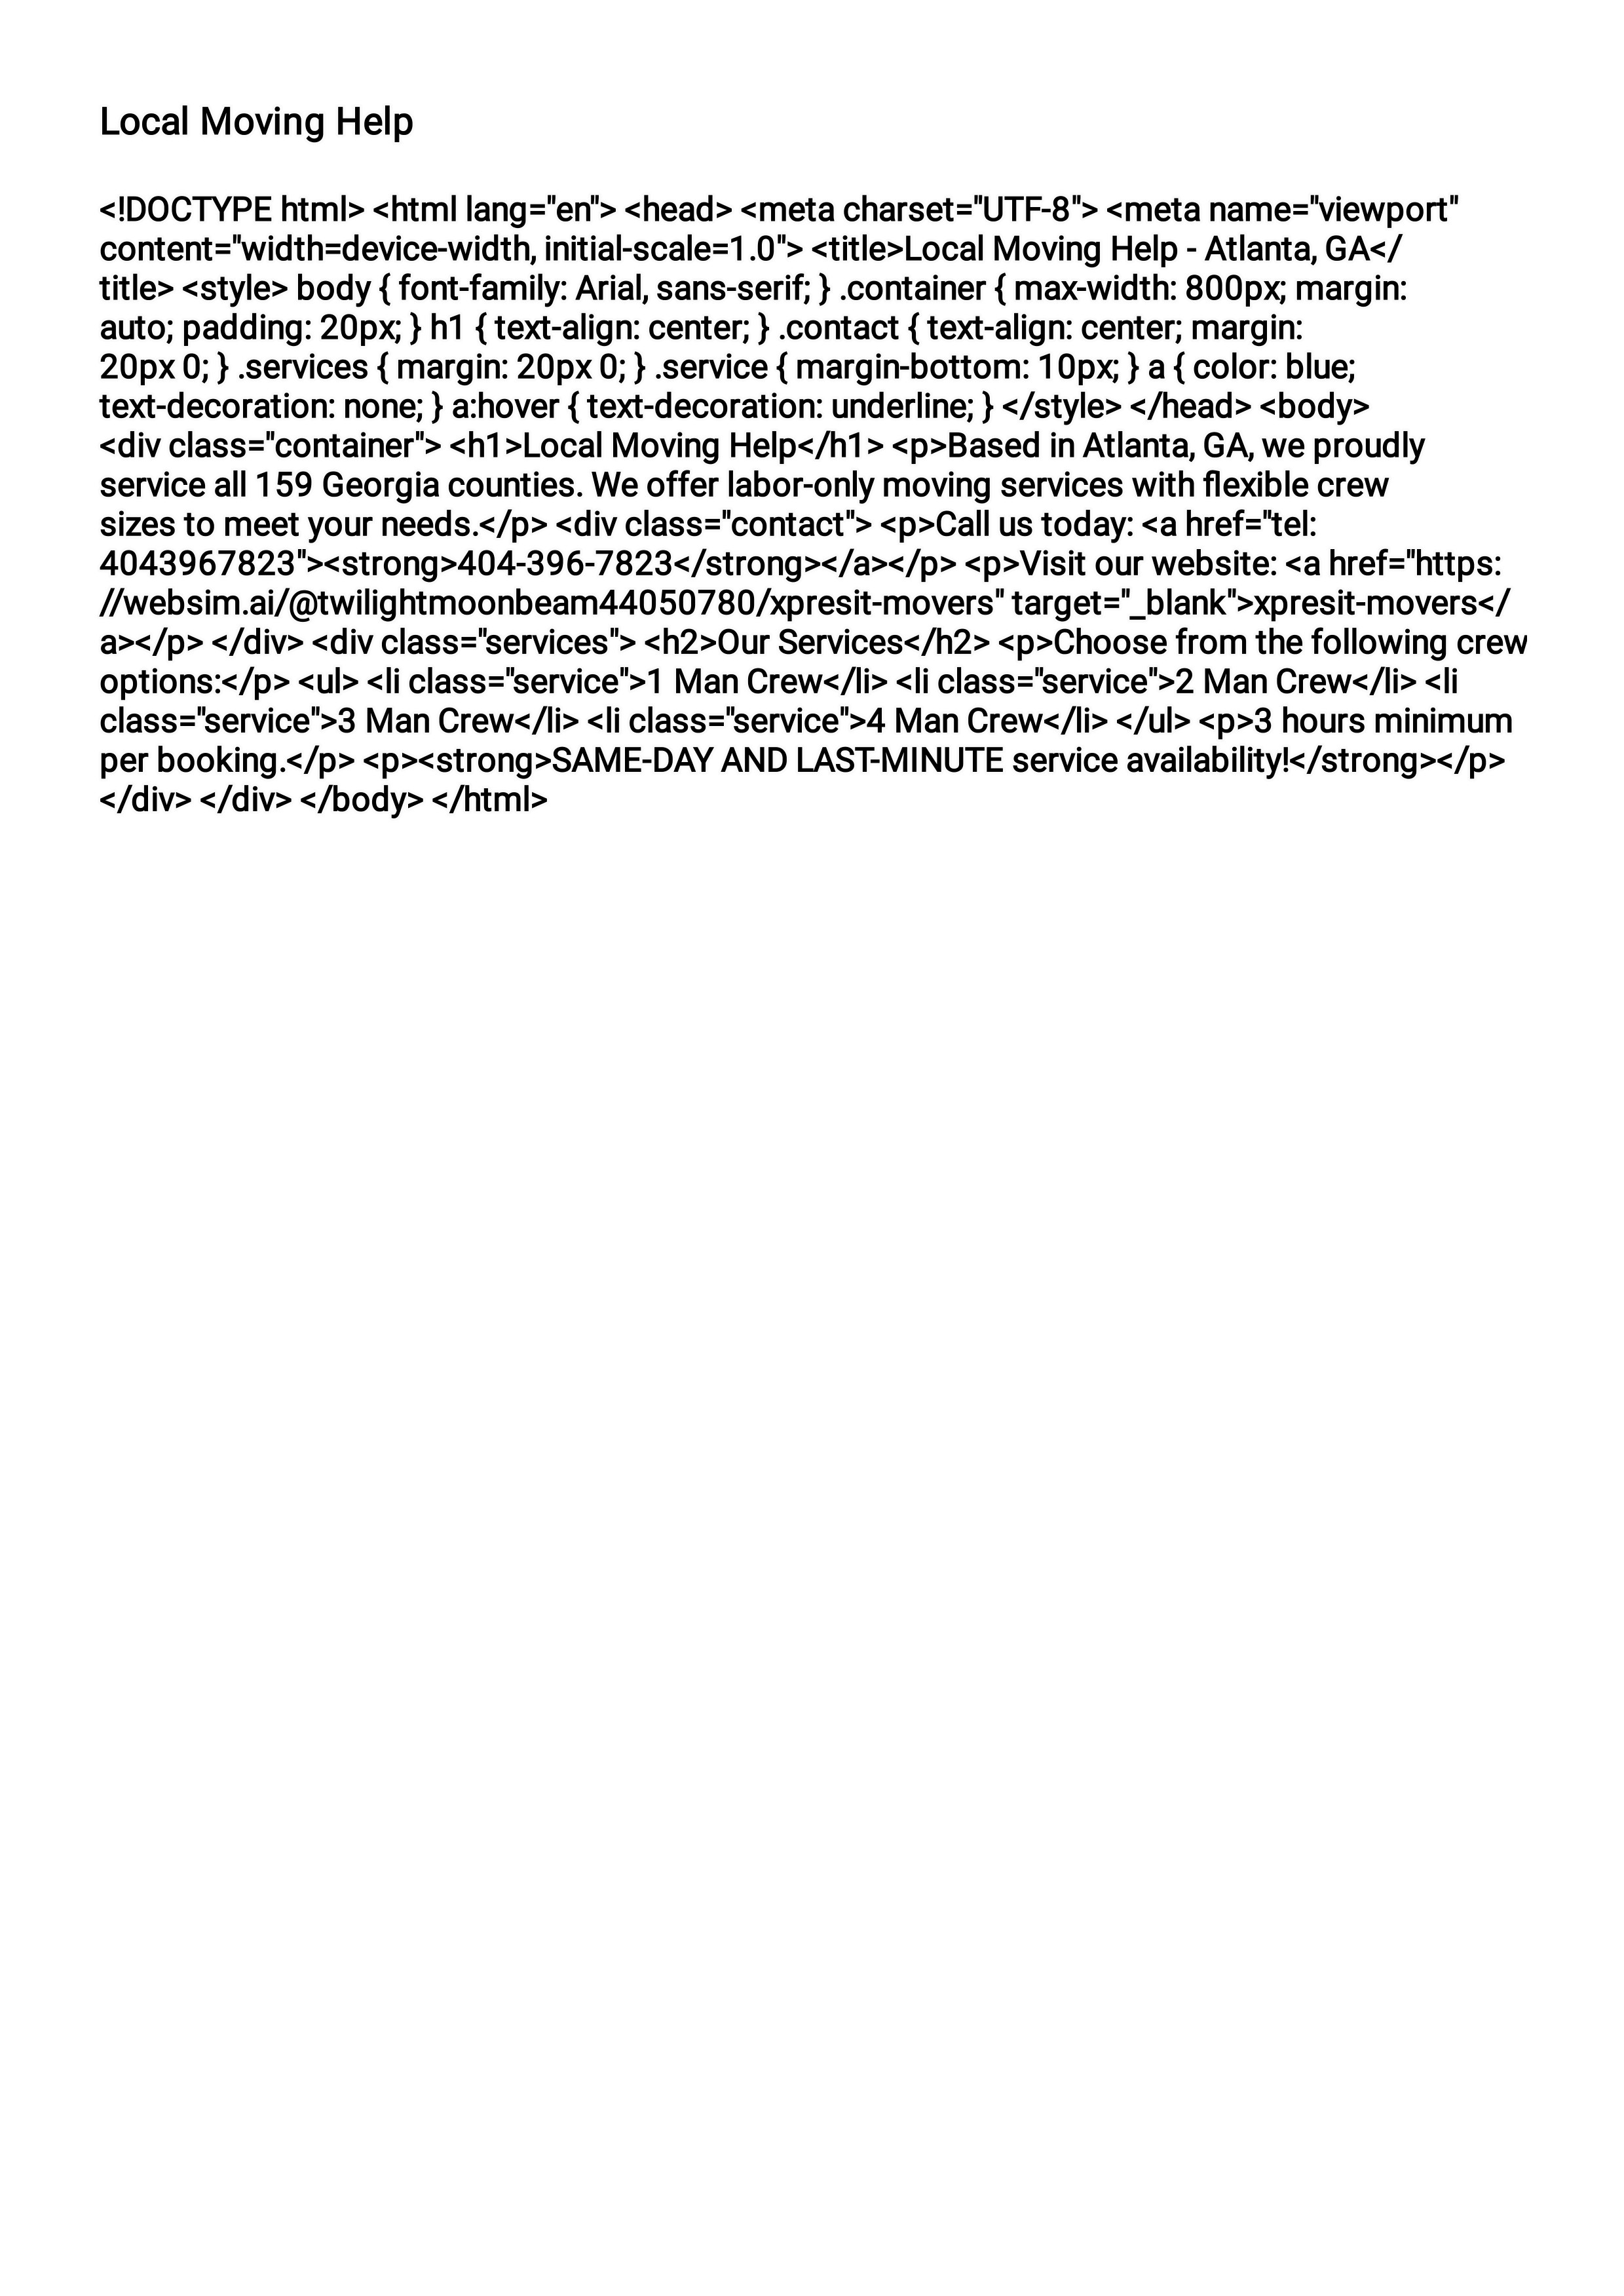 Local Moving Help
<!DOCTYPE html> <html lang="en"> <head> <meta charset="UTF-8"> <meta name="viewport"
content="width=device-width, initial-scale=1.0"> <title>Local Moving Help - Atlanta, GA</
title> <style> body { font-family: Arial, sans-serif; } .container { max-width: 800px; margin:
auto; padding: 20px; } h1 { text-align: center; } .contact { text-align: center; margin:
20px 0; } .services { margin: 20px 0; } .service { margin-bottom: 10px; } a { color: blue;
text-decoration: none; } a:hover { text-decoration: underline; } </style> </head> <body>
<div class="container"> <h1>Local Moving Help</h1> <p>Based in Atlanta, GA, we proudly
service all 159 Georgia counties. We offer labor-only moving services with flexible crew
sizes to meet your needs.</p> <div class="contact"> <p>Call us today: <a href="tel:
4043967823"><strong>404-396-7823</strong></a></p> <p>Visit our website: <a href="https:
//websim.ai/@twilightmoonbeam44050780/xpresit-movers" target="_blank">xpresit-movers</
a></p> </div> <div class="services"> <h2>Our Services</h2> <p>Choose from the following crew
options:</p> <ul> <li class="service">1 Man Crew</li> <li class="service">2 Man Crew</li> <li
class="service">3 Man Crew</li> <li class="service">4 Man Crew</li> </ul> <p>3 hours minimum
per booking.</p> <p><strong>SAME-DAY AND LAST-MINUTE service availability!</strong></p>
</div> </div> </body> </html>